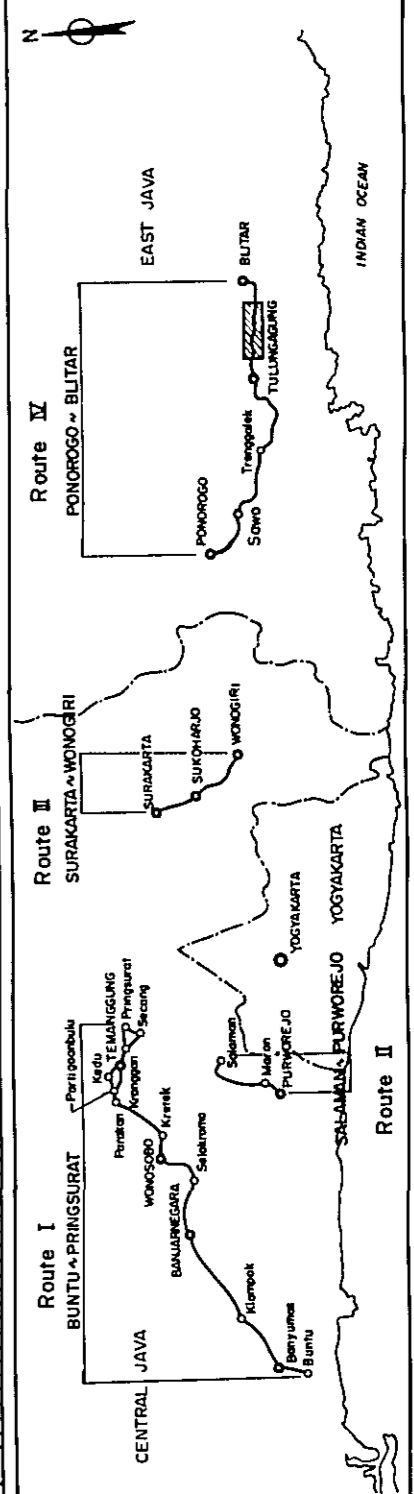 N
Route I
BUNTU ~ PRINGSURAT
CENTRAL JAVA
Partigoonbulu
Kedu
TEMANGGUNG
Pringsurat
Secang
Kranggan
Parakan
Kretek
WONOSOBO
Selokromo
BANJARNEGARA
Klampok
Banyumas
Buntu
Salaman
Maron
PURWOREJO
SALAMAN ~ PURWOREJO
Route II
YOGYAKARTA
YOGYAKARTA
Route III
SURAKARTA ~ WONOGIRI
SURAKARTA
SUKOHARJO
WONOGIRI
Route IV
PONOROGO ~ BLITAR
EAST JAVA
PONOROGO
Sawo
Trenggalek
TULUNGAGUNG
BLITAR
INDIAN OCEAN